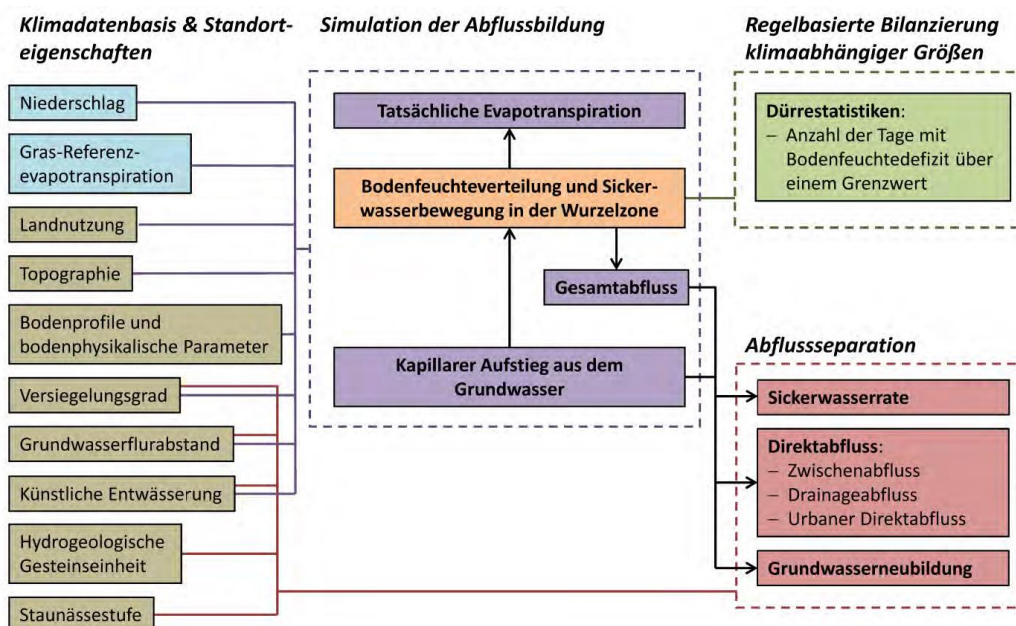 Klimadatenbasis & Standort-
eigenschaften
Niederschlag
Gras-Referenz-
evapotranspiration
Landnutzung
Topographie
Bodenprofile und
bodenphysikalische Parameter
Versiegelungsgrad
Grundwasserflurabstand
Künstliche Entwässerung
Hydrogeologische
Gesteinseinheit
Staunässestufe
Simulation der Abflussbildung
Tatsächliche Evapotranspiration
Bodenfeuchteverteilung und Sicker-
wasserbewegung in der Wurzelzone
Gesamtabfluss
Kapillarer Aufstieg aus dem
Grundwasser
Regelbasierte Bilanzierung
klimaabhängiger Größen
Dürrestatistiken:
– Anzahl der Tage mit
Bodenfeuchtedefizit über
einem Grenzwert
Abflussseparation
Sickerwasserrate
Direktabfluss:
– Zwischenabfluss
– Drainageabfluss
– Urbaner Direktabfluss
Grundwasserneubildung